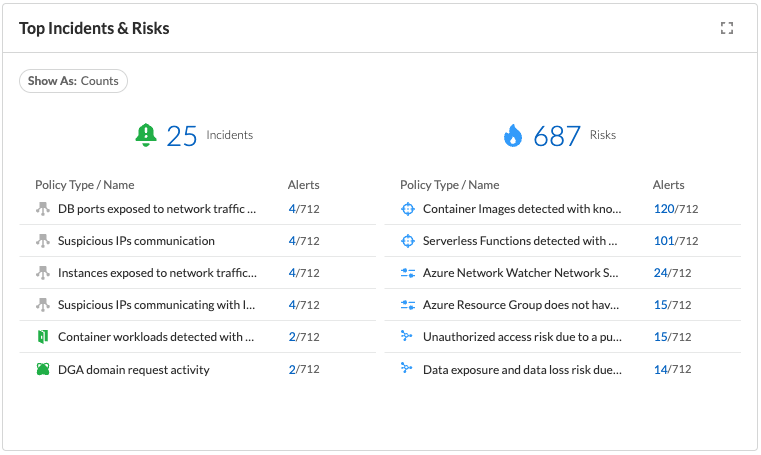 Top Incidents & Risks
Show As: Counts
25 Incidents
Policy Type / Name Alerts
DB ports exposed to network traffic ... 4/712
Suspicious IPs communication 4/712
Instances exposed to network traffic... 4/712
Suspicious IPs communicating with I... 4/712
Container workloads detected with ... 2/712
DGA domain request activity 2/712
687 Risks
Policy Type / Name Alerts
Container Images detected with kno... 120/712
Serverless Functions detected with ... 101/712
Azure Network Watcher Network S... 24/712
Azure Resource Group does not hav... 15/712
Unauthorized access risk due to a pu... 15/712
Data exposure and data loss risk due... 14/712